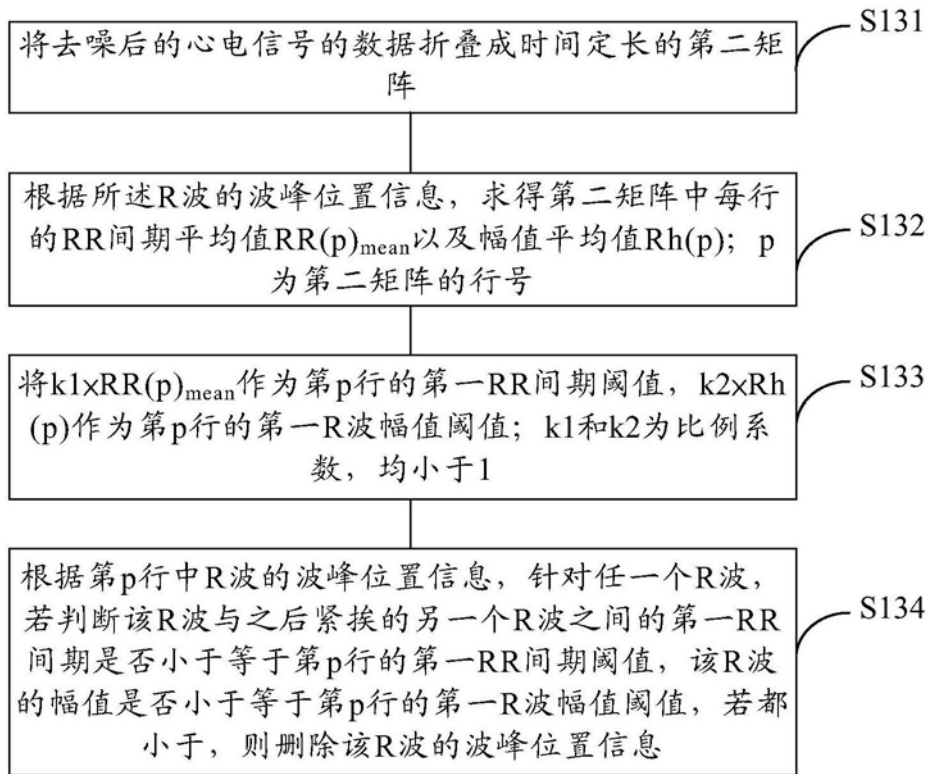 将去噪后的心电信号的数据折叠成时间定长的第二矩
阵
S131
根据所述R波的波峰位置信息，求得第二矩阵中每行
的RR间期平均值RR(p)mean以及幅值平均值Rh(p)；p
为第二矩阵的行号
S132
将k1×RR(p)mean作为第p行的第一RR间期阈值，k2×Rh
(p)作为第p行的第一R波幅值阈值；k1和k2为比例系
数，均小于1
S133
根据第p行中R波的波峰位置信息，针对任一个R波，
若判断该R波与之后紧挨的另一个R波之间的第一RR
间期是否小于等于第p行的第一RR间期阈值，该R波
的幅值是否小于等于第p行的第一R波幅值阈值，若都
小于，则删除该R波的波峰位置信息
S134